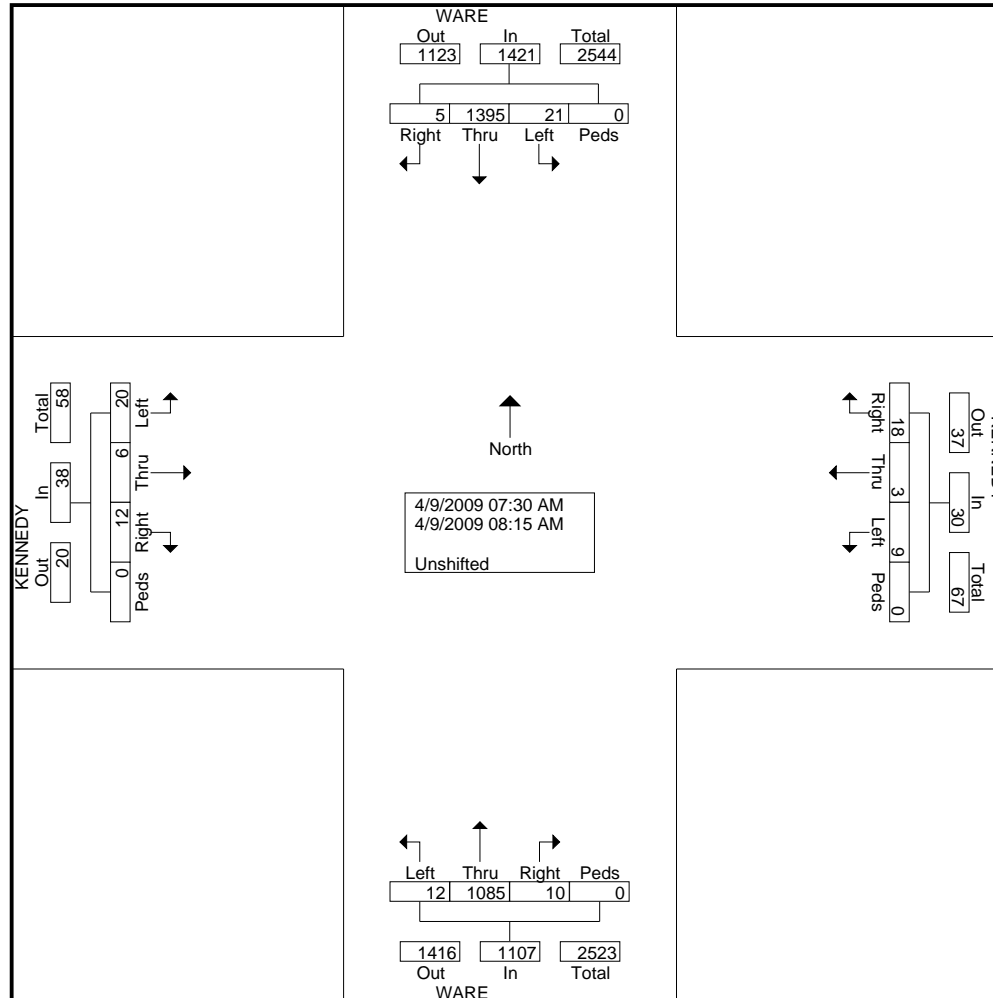 WARE
Out In Total
1123 1421 2544
5 1395 21 0
Right Thru Left Peds
KENNEDY
Total 58
In 38
Out 20
20 6 12 0
Left Thru Right Peds
North
4/9/2009 07:30 AM
4/9/2009 08:15 AM
Unshifted
Right Thru Left Peds
18 3 9 0
Out 37
In 30
Total 67
Left Thru Right Peds
12 1085 10 0
1416 1107 2523
Out In Total
WARE